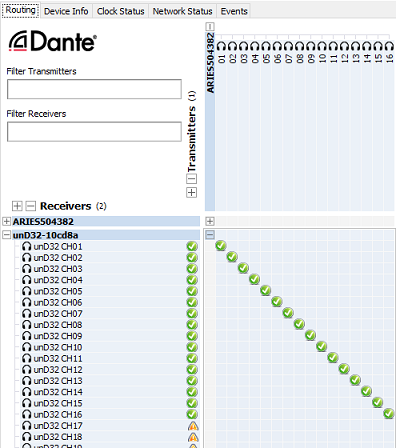 Routing Device Info Clock Status Network Status Events
Dante®
Filter Transmitters
Filter Receivers
Transmitters (1)
ARIES504382
01 02 03 04 05 06 07 08 09 10 11 12 13 14 15 16
Receivers (2)
ARIES504382
unD32-10cd8a
unD32 CH01
unD32 CH02
unD32 CH03
unD32 CH04
unD32 CH05
unD32 CH06
unD32 CH07
unD32 CH08
unD32 CH09
unD32 CH10
unD32 CH11
unD32 CH12
unD32 CH13
unD32 CH14
unD32 CH15
unD32 CH16
unD32 CH17
unD32 CH18